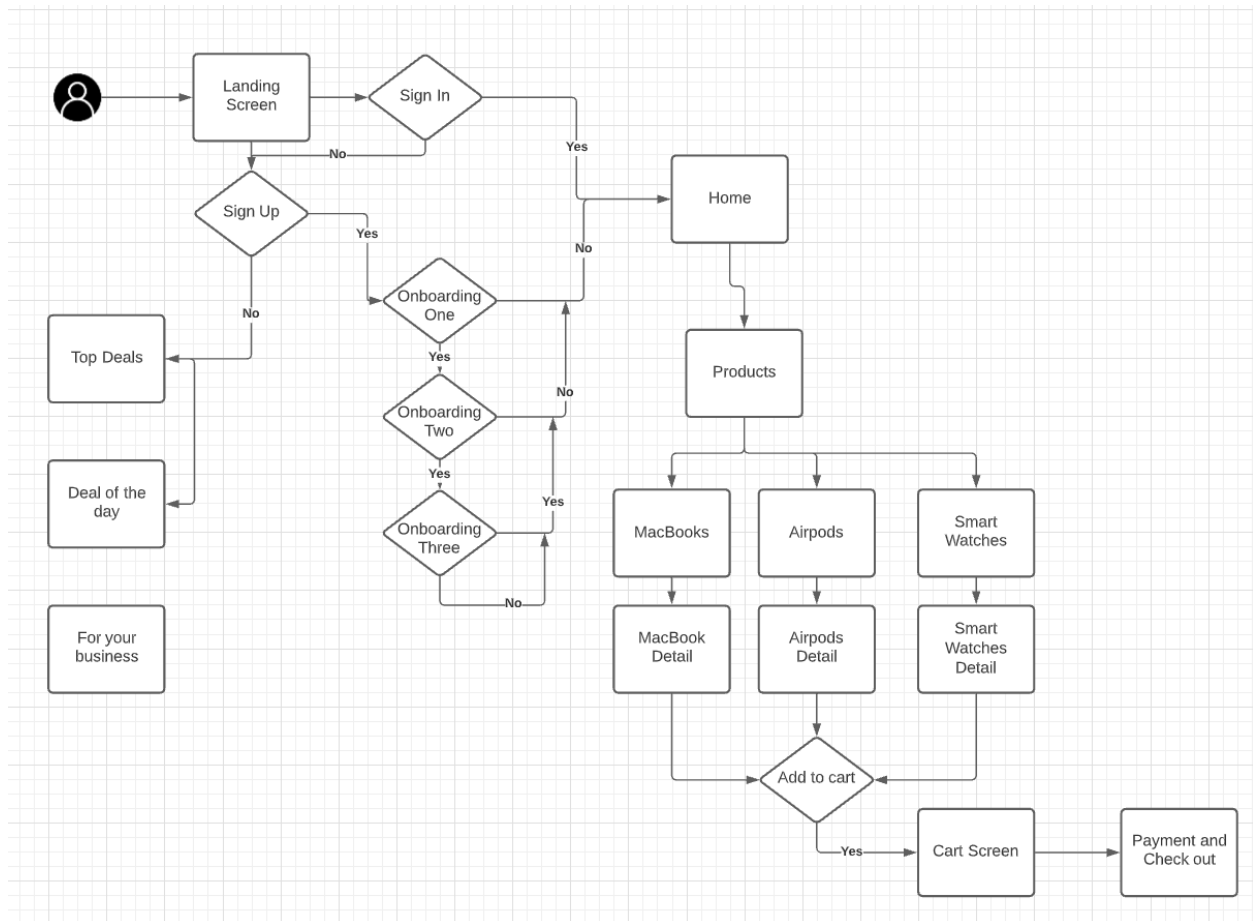 Landing
Screen
Sign In
No
Yes
Sign Up
Yes
Home
No
No
Onboarding
One
Yes
Top Deals
Products
No
Onboarding
Two
Yes
Deal of the
day
Yes
Onboarding
Three
No
MacBooks
Airpods
Smart
Watches
For your
business
MacBook
Detail
Airpods
Detail
Smart
Watches
Detail
Add to cart
Yes
Cart Screen
Payment and
Check out